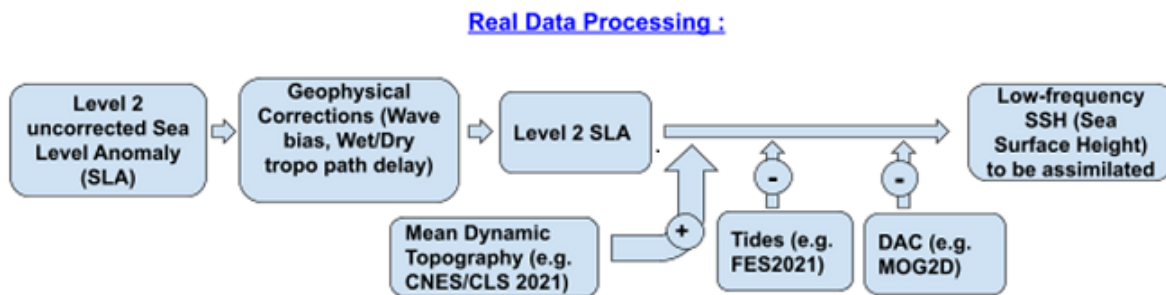 Real Data Processing :
Level 2
uncorrected Sea
Level Anomaly
(SLA)
Geophysical
Corrections (Wave
bias, Wet/Dry
tropo path delay)
Level 2 SLA
.
Low-frequency
SSH (Sea
Surface Height)
to be assimilated
Mean Dynamic
Topography (e.g.
CNES/CLS 2021)
+
-
Tides (e.g.
FES2021)
-
DAC (e.g.
MOG2D)